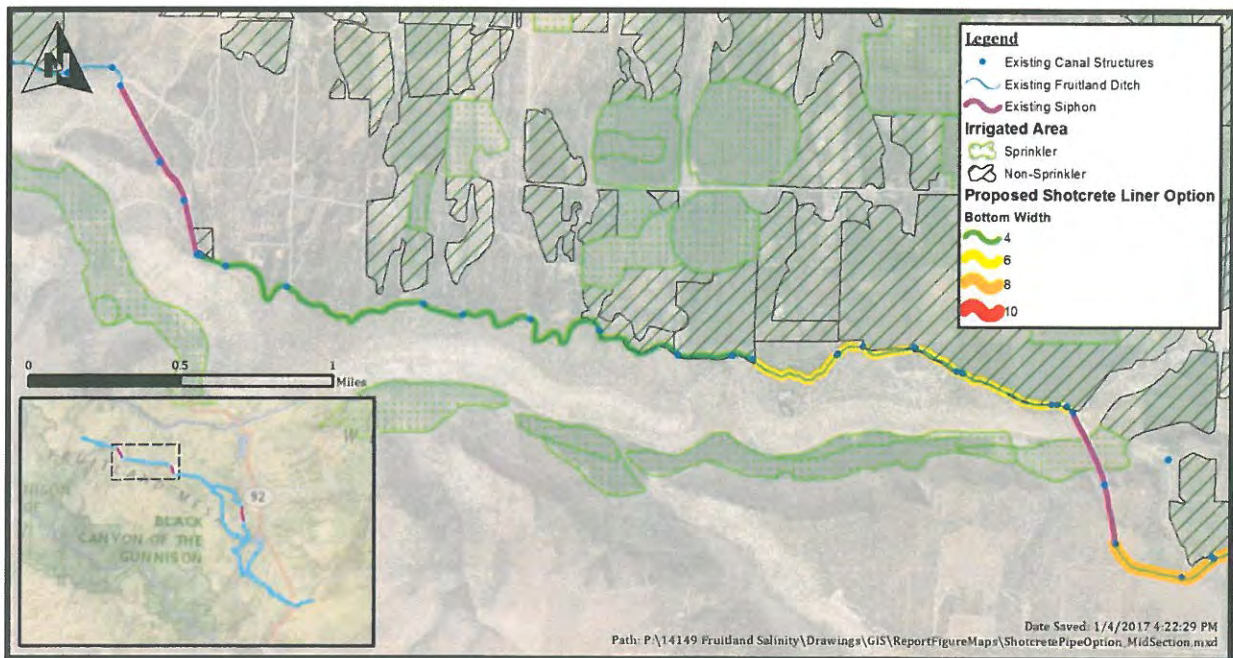 N
Legend
Existing Canal Structures
Existing Fruitland Ditch
Existing Siphon
Irrigated Area
Sprinkler
Non-Sprinkler
Proposed Shotcrete Liner Option
Bottom Width
4
6
8
10
0 0.5 1
Miles
W
92
BLACK
CANYON OF THE
GUNNISON
Date Saved: 1/4/2017 4:22:29 PM
Path: P:\14149 Fruitland Salinity\Drawings\GIS\ReportFigureMaps\ShotcretePipeOption_MidSection.mxd